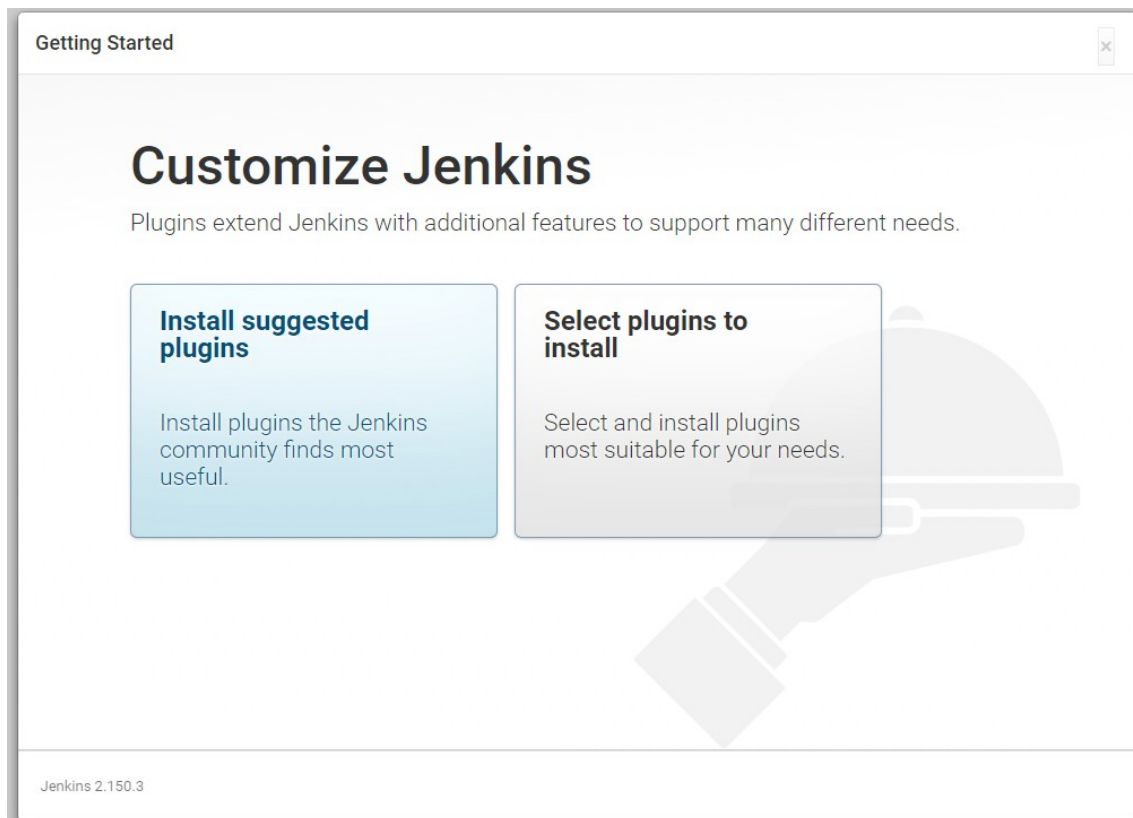 Getting Started
×
Customize Jenkins
Plugins extend Jenkins with additional features to support many different needs.
Install suggested
plugins
Install plugins the Jenkins
community finds most
useful.
Select plugins to
install
Select and install plugins
most suitable for your needs.
Jenkins 2.150.3